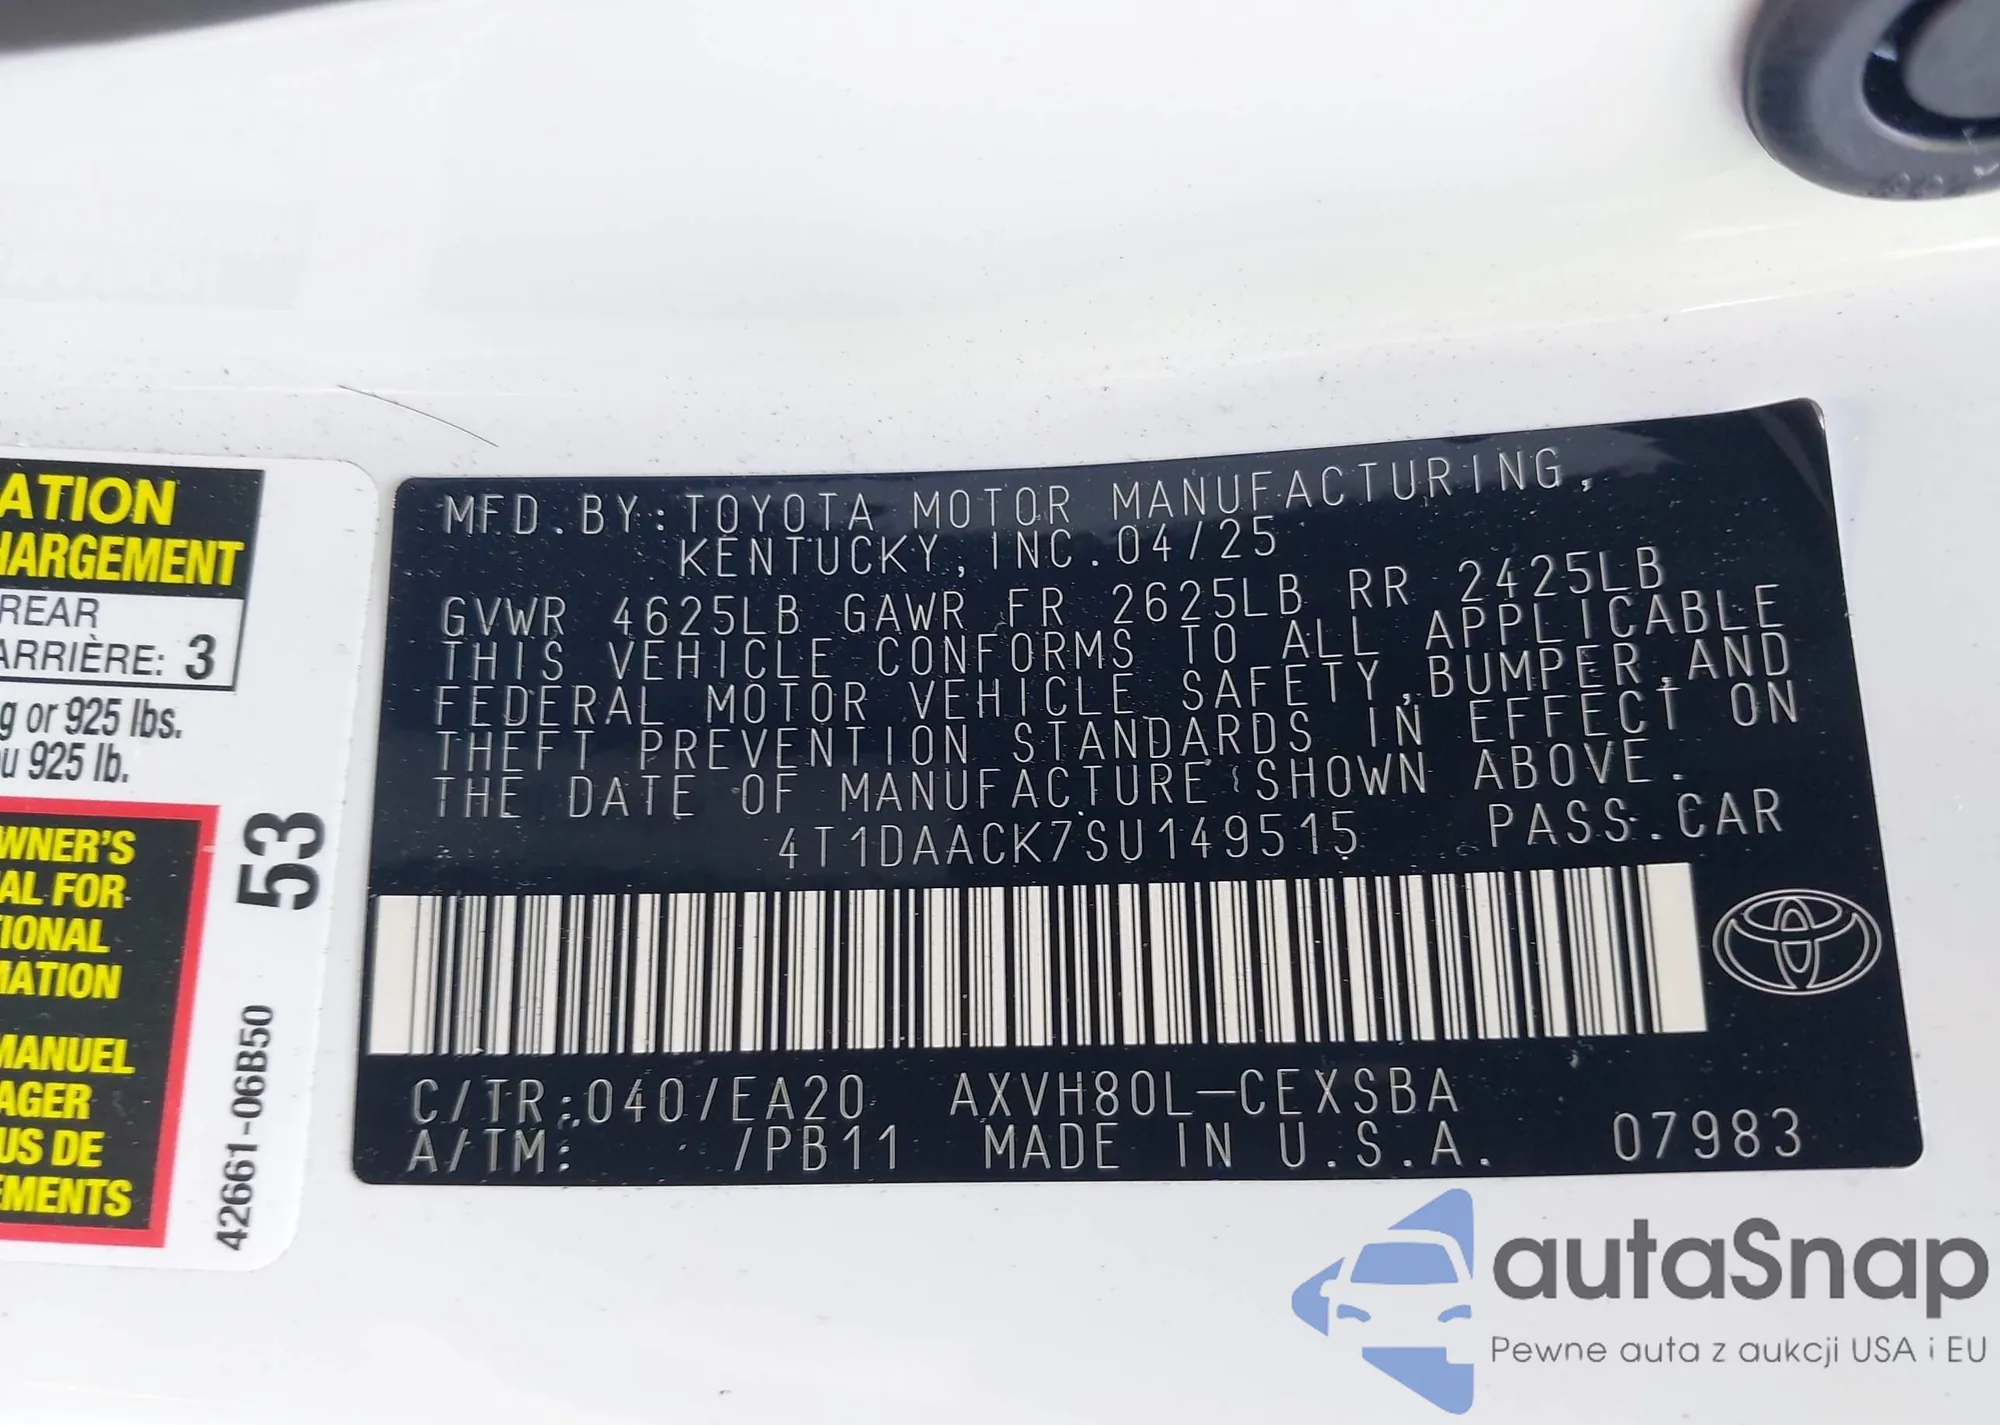 ATION
HARGEMENT
REAR
ARRIÈRE: 3
g or 925 lbs.
u 925 lb.
WNER'S
AL FOR
TIONAL
MATION
MANUEL
AGER
US DE
EMENTS
53
42661-06B50
MFD.BY:TOYOTA MOTOR MANUFACTURING,
KENTUCKY, INC.04/25
GVWR 4625LB GAWR FR 2625LB RR 2425LB
THIS VEHICLE CONFORMS TO ALL APPLICABLE
FEDERAL MOTOR VEHICLE SAFETY,BUMPER,AND
THEFT PREVENTION STANDARDS IN EFFECT ON
THE DATE OF MANUFACTURE SHOWN ABOVE.
4T1DAACK7SU149515 PASS.CAR
C/TR:040/EA20 AXVH80L-CEXSBA
A/TM: /PB11 MADE IN U.S.A. 07983
autaSnap
Pewne auta z aukcji USA i EU